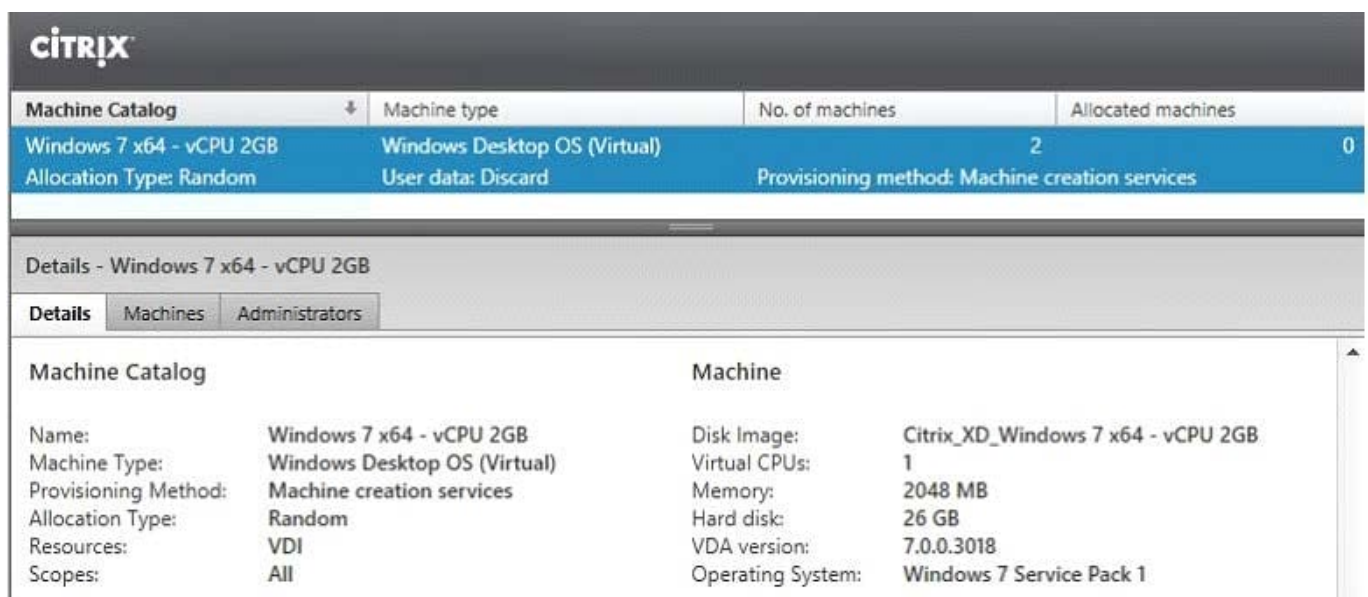 CİTRIX
Machine Catalog Machine type No. of machines Allocated machines
Windows 7 x64 - vCPU 2GB Windows Desktop OS (Virtual) 2 0
Allocation Type: Random User data: Discard Provisioning method: Machine creation services
Details - Windows 7 x64 - vCPU 2GB
Details Machines Administrators
Machine Catalog
Name: Windows 7 x64 - vCPU 2GB
Machine Type: Windows Desktop OS (Virtual)
Provisioning Method: Machine creation services
Allocation Type: Random
Resources: VDI
Scopes: All
Machine
Disk Image: Citrix_XD_Windows 7 x64 - vCPU 2GB
Virtual CPUs: 1
Memory: 2048 MB
Hard disk: 26 GB
VDA version: 7.0.0.3018
Operating System: Windows 7 Service Pack 1